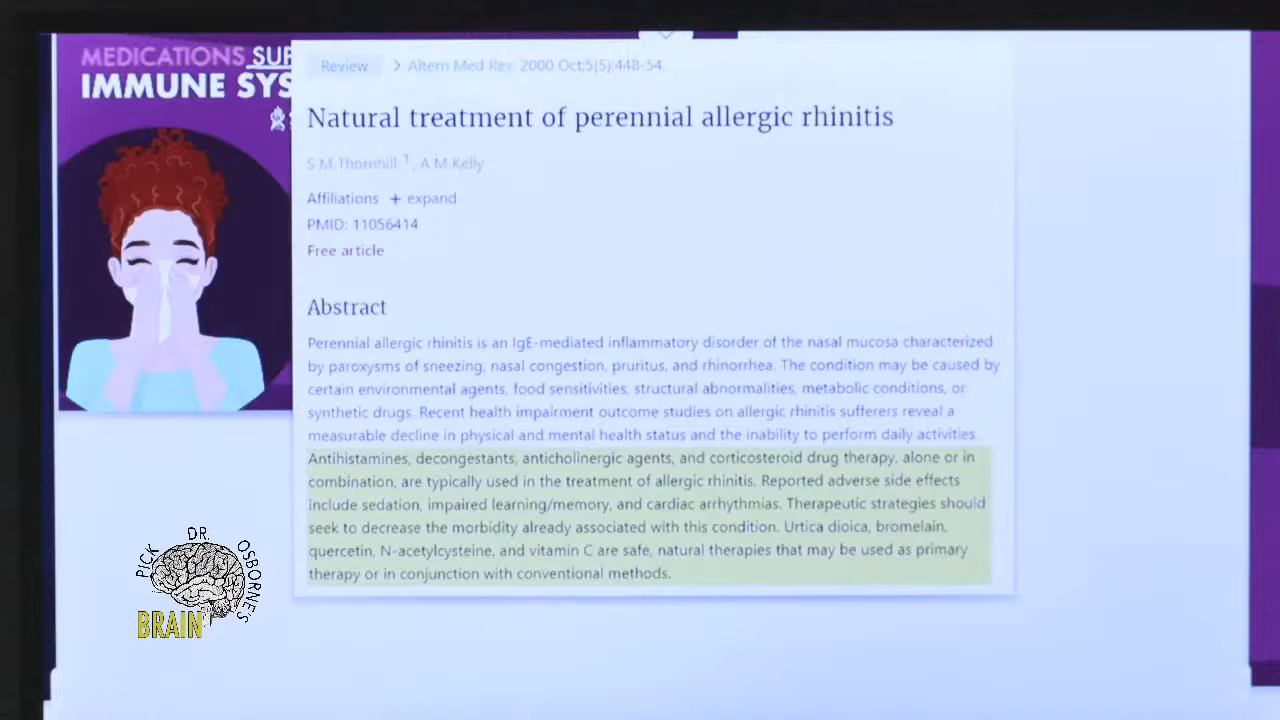 MEDICATIONS SUP
IMMUNE SYS
Review > Altern Med Rev. 2000 Oct;5(5):448-54.
Natural treatment of perennial allergic rhinitis
S M Thornhill 1, A M Kelly
Affiliations + expand
PMID: 11056414
Free article
Abstract
Perennial allergic rhinitis is an IgE-mediated inflammatory disorder of the nasal mucosa characterized
by paroxysms of sneezing, nasal congestion, pruritus, and rhinorrhea. The condition may be caused by
certain environmental agents, food sensitivities, structural abnormalities, metabolic conditions, or
synthetic drugs. Recent health impairment outcome studies on allergic rhinitis sufferers reveal a
measurable decline in physical and mental health status and the inability to perform daily activities.
Antihistamines, decongestants, anticholinergic agents, and corticosteroid drug therapy, alone or in
combination, are typically used in the treatment of allergic rhinitis. Reported adverse side effects
include sedation, impaired learning/memory, and cardiac arrhythmias. Therapeutic strategies should
seek to decrease the morbidity already associated with this condition. Urtica dioica, bromelain,
quercetin, N-acetylcysteine, and vitamin C are safe, natural therapies that may be used as primary
therapy or in conjunction with conventional methods.
PICK DR. OSBORNE'S
BRAIN